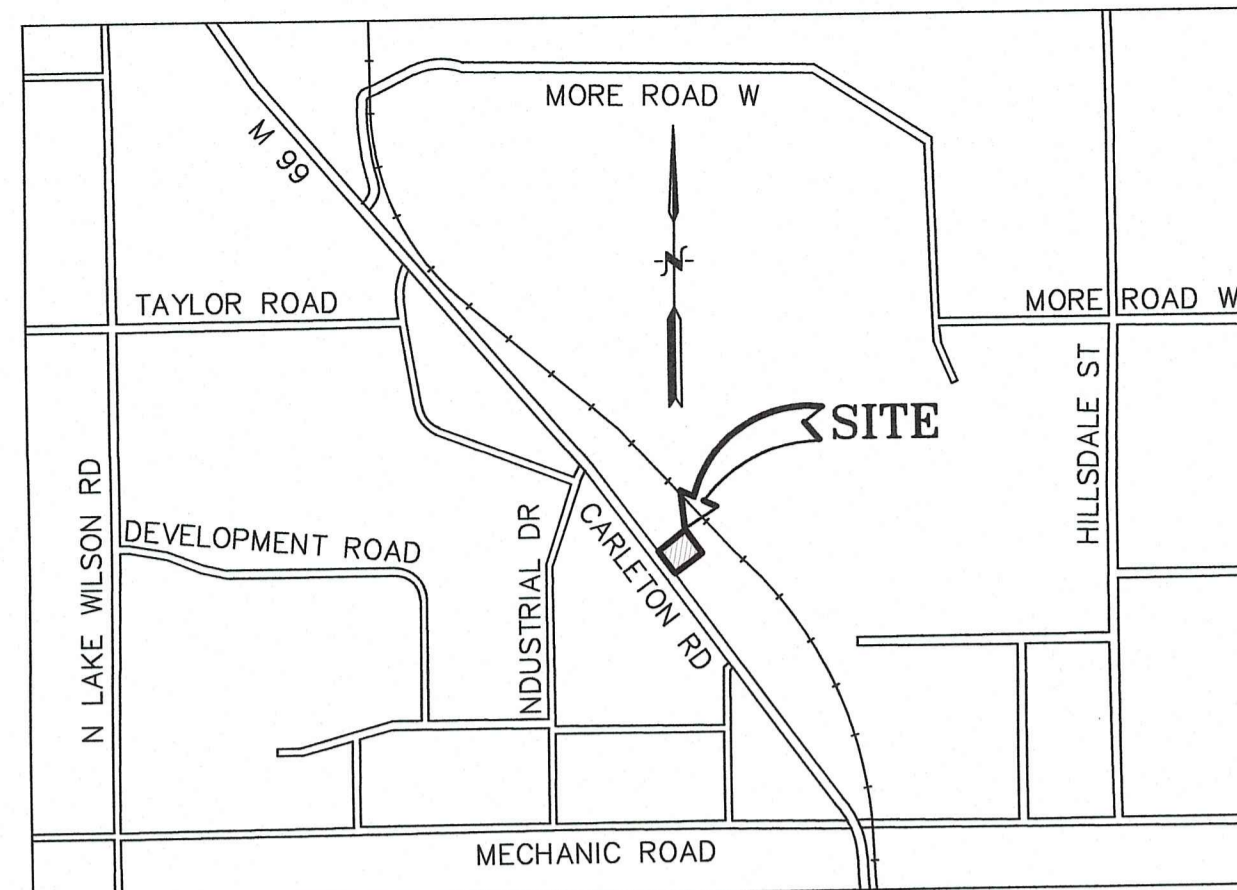 MORE ROAD W
M 99
N
TAYLOR ROAD
MORE ROAD W
SITE
HILLSDALE ST
N LAKE WILSON RD
DEVELOPMENT ROAD
NDUSTRIAL DR
CARLETON RD
MECHANIC ROAD